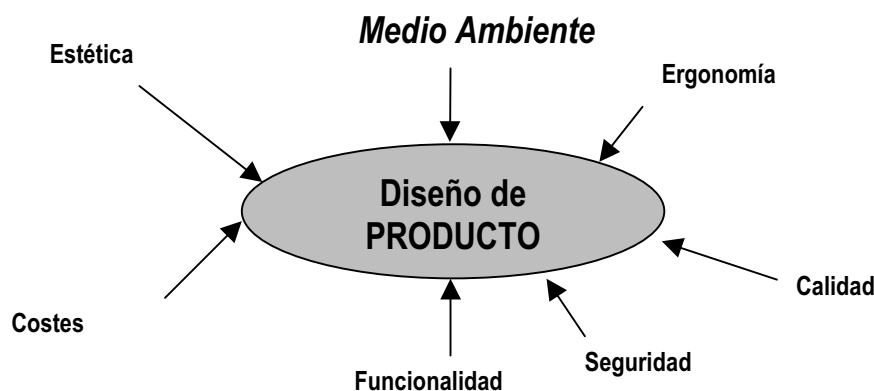 Medio Ambiente
Estética
Ergonomía
Diseño de
PRODUCTO
Calidad
Costes
Seguridad
Funcionalidad